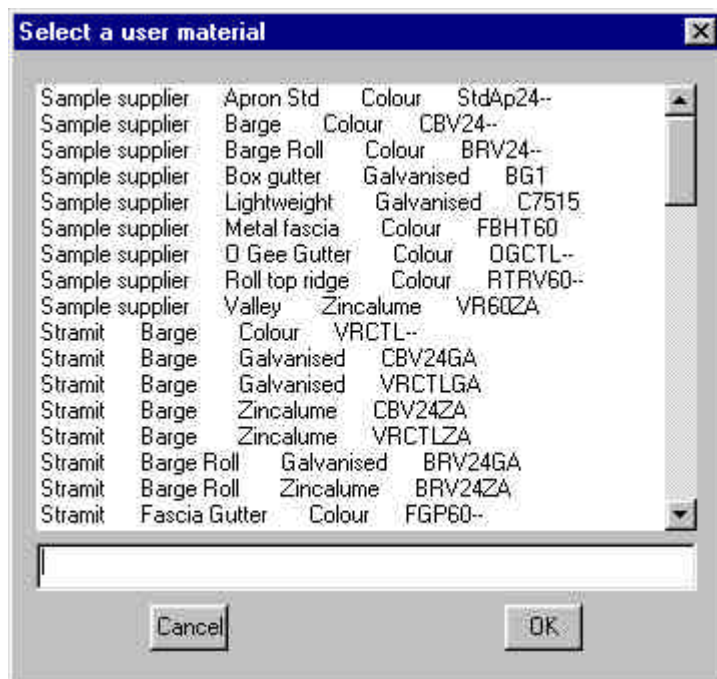 Select a user material
Sample supplier Apron Std Colour StdAp24--
Sample supplier Barge Colour CBV24--
Sample supplier Barge Roll Colour BRV24--
Sample supplier Box gutter Galvanised BG1
Sample supplier Lightweight Galvanised C7515
Sample supplier Metal fascia Colour FBHT60
Sample supplier O Gee Gutter Colour OGCTL--
Sample supplier Roll top ridge Colour RTRV60--
Sample supplier Valley Zincalume VR60ZA
Stramit Barge Colour VRCTL--
Stramit Barge Galvanised CBV24GA
Stramit Barge Galvanised VRCTLGA
Stramit Barge Zincalume CBV24ZA
Stramit Barge Zincalume VRCTLZA
Stramit Barge Roll Galvanised BRV24GA
Stramit Barge Roll Zincalume BRV24ZA
Stramit Fascia Gutter Colour FGP60--
Cancel OK